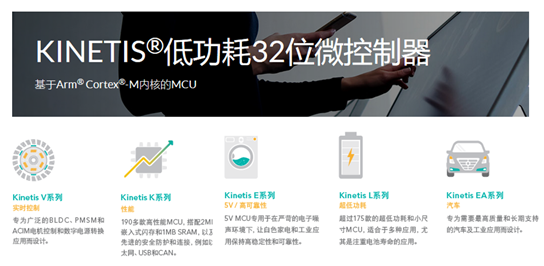 KINETIS®低功耗32位微控制器
基于Arm® Cortex®-M内核的MCU
Kinetis V系列
实时控制
专为广泛的BLDC、PMSM和
ACIM电机控制和数字电源转换
应用而设计。
Kinetis K系列
性能
190多款高性能MCU, 搭配2M
嵌入式闪存和1MB SRAM, 以及
先进的安全防护和连接, 例如以
太网、USB和CAN。
Kinetis E系列
5V / 高可靠性
5V MCU专用于在严苛的电子噪
声环境下, 让白色家电和工业应
用保持高稳定性和可靠性。
Kinetis L系列
超低功耗
超过175款的超低功耗和小尺
寸MCU, 适合于多种应用, 尤
其是注重电池寿命的应用。
Kinetis EA系列
汽车
专为需要最高质量和长期支持
的汽车及工业应用而设计。